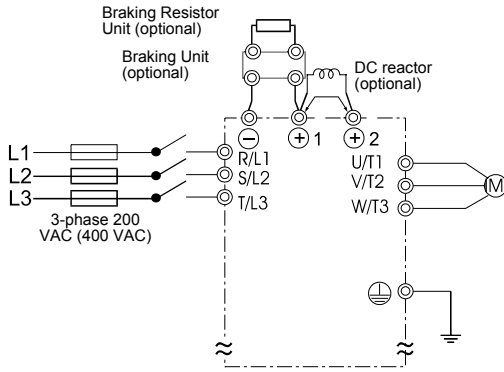 Braking Resistor
Unit (optional)
Braking Unit
(optional)
DC reactor
(optional)
− + 1 + 2
L1 R/L1 U/T1
L2 S/L2 V/T2 M
L3 T/L3 W/T3
3-phase 200
VAC (400 VAC)